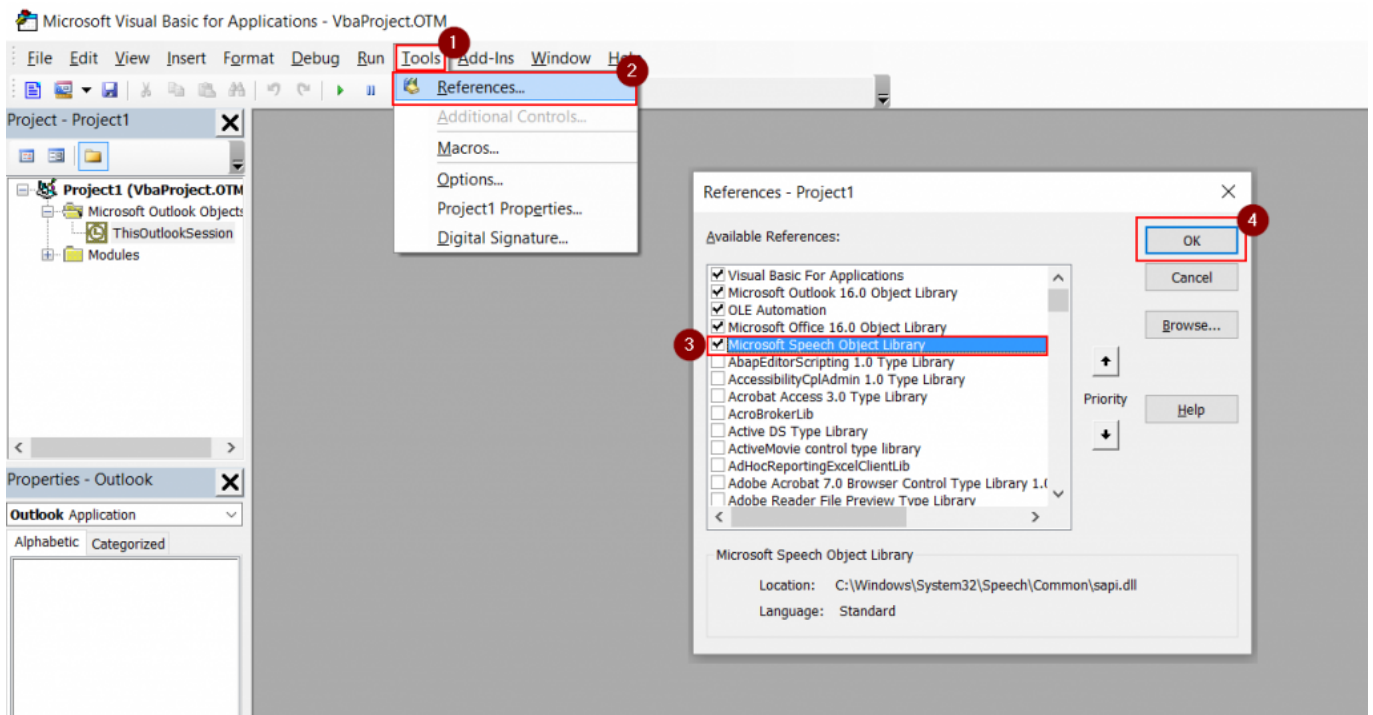 Microsoft Visual Basic for Applications - VbaProject.OTM
1
File Edit View Insert Format Debug Run Tools Add-Ins Window
2
References...
Additional Controls...
Macros...
Options...
Project1 Properties...
Digital Signature...
Project - Project1
Project1 (VbaProject.OTM
Microsoft Outlook Objects
ThisOutlookSession
Modules
Properties - Outlook
Outlook Application
Alphabetic Categorized
References - Project1
4
Available References:
OK
Cancel
Browse...
Priority
Help
Visual Basic For Applications
Microsoft Outlook 16.0 Object Library
OLE Automation
Microsoft Office 16.0 Object Library
3
Microsoft Speech Object Library
AbapEditorScripting 1.0 Type Library
AccessibilityCplAdmin 1.0 Type Library
Acrobat Access 3.0 Type Library
AcroBrokerLib
Active DS Type Library
ActiveMovie control type library
AdHocReportingExcelClientLib
Adobe Acrobat 7.0 Browser Control Type Library 1.(
Adobe Reader File Preview Type Library
Microsoft Speech Object Library
Location: C:\Windows\System32\Speech\Common\sapi.dll
Language: Standard